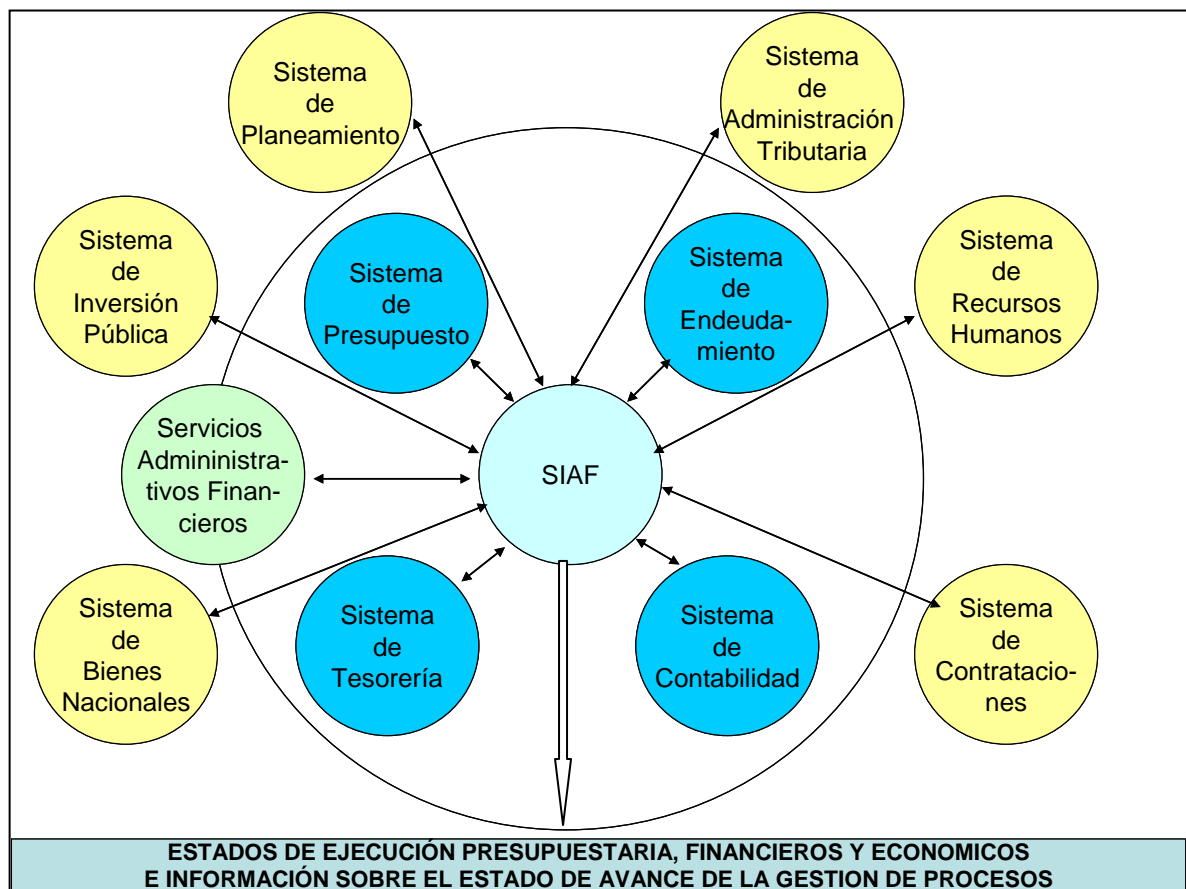 Sistema
de
Planeamiento
Sistema
de
Administración
Tributaria
Sistema
de
Inversión
Pública
Sistema
de
Presupuesto
Sistema
de
Endeuda-
miento
Sistema
de
Recursos
Humanos
Servicios
Admininistra-
tivos Finan-
cieros
SIAF
Sistema
de
Bienes
Nacionales
Sistema
de
Tesorería
Sistema
de
Contabilidad
Sistema
de
Contratacio-
nes
ESTADOS DE EJECUCIÓN PRESUPUESTARIA, FINANCIEROS Y ECONOMICOS
E INFORMACIÓN SOBRE EL ESTADO DE AVANCE DE LA GESTION DE PROCESOS